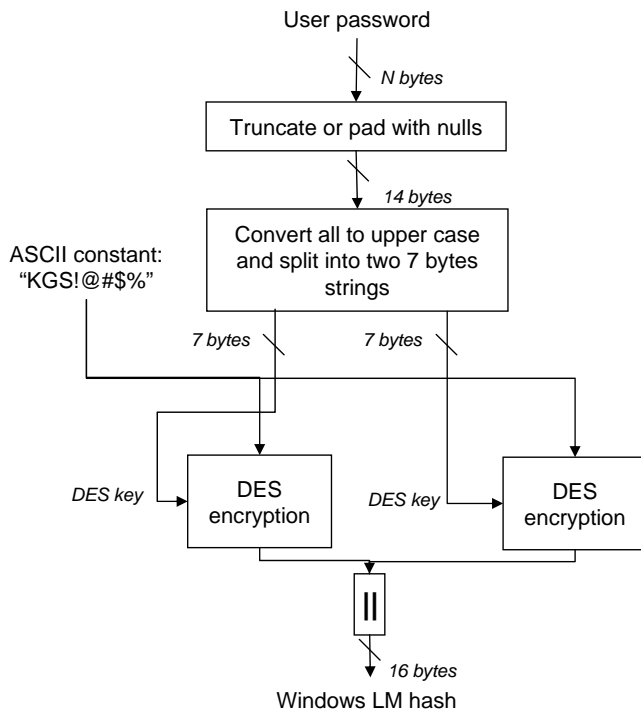 User password
N bytes
Truncate or pad with nulls
14 bytes
Convert all to upper case
and split into two 7 bytes
strings
ASCII constant:
“KGS!@#$%”
7 bytes
7 bytes
DES key
DES
encryption
DES key
DES
encryption
||
16 bytes
Windows LM hash